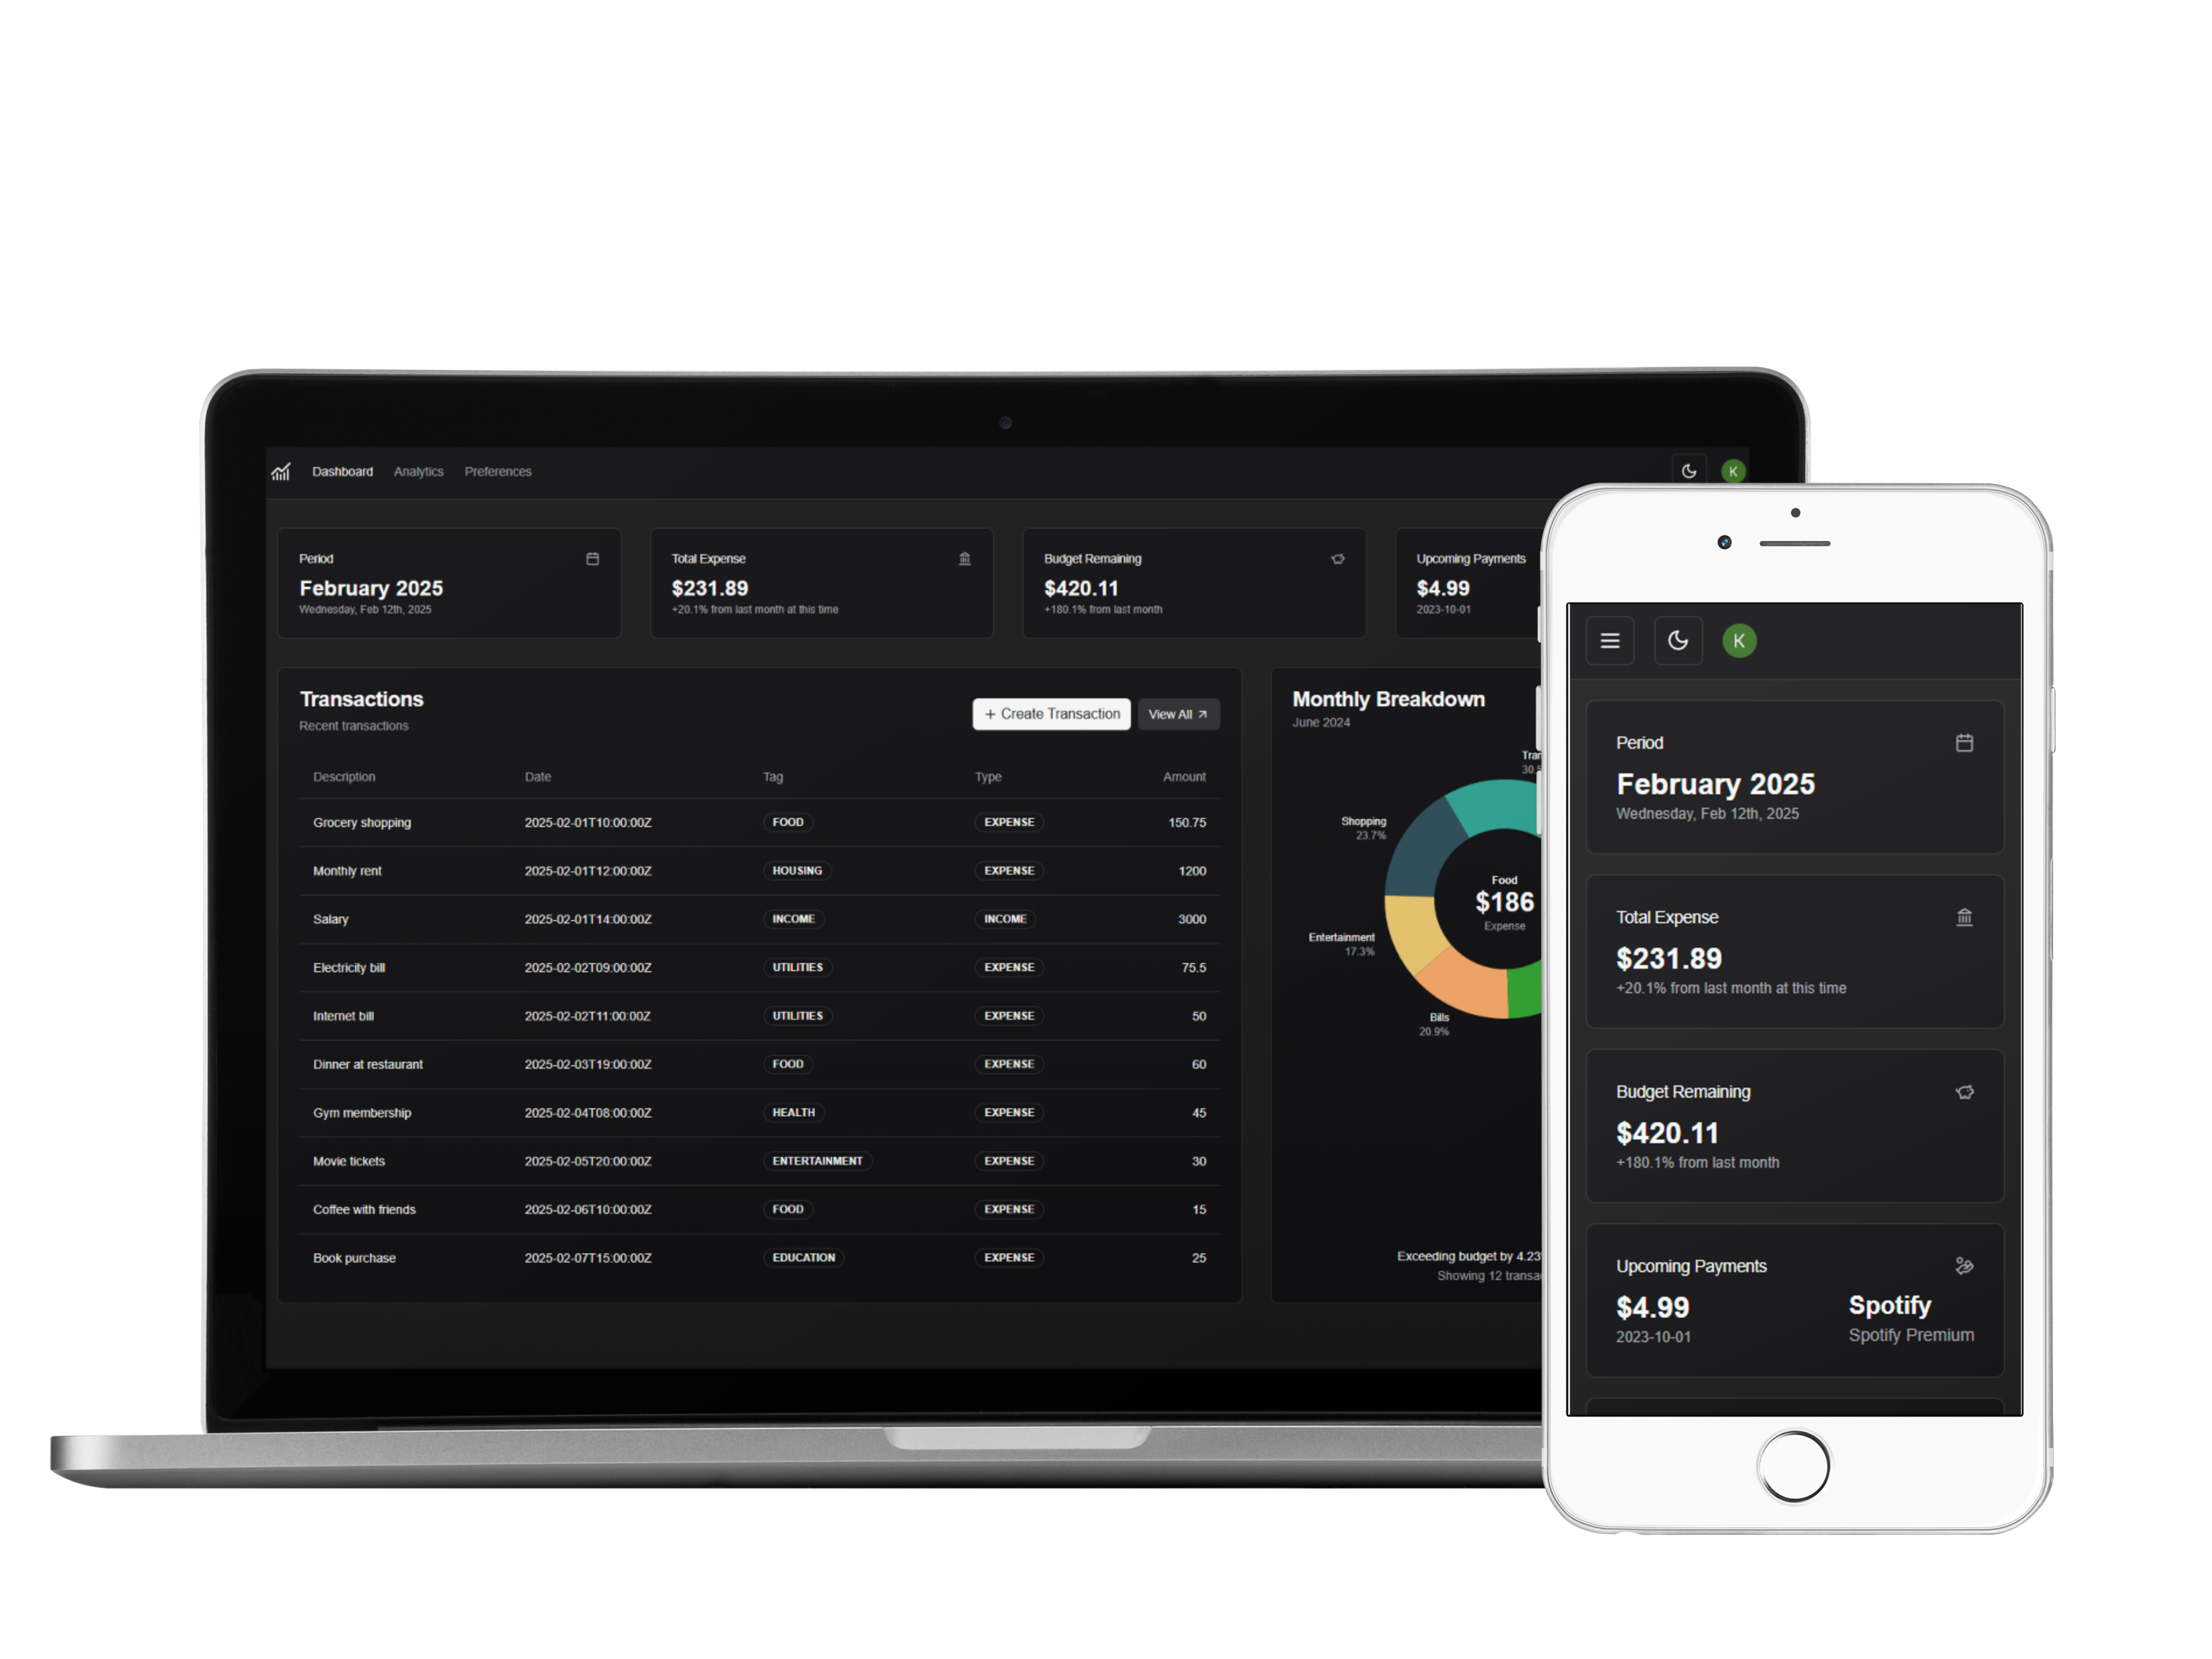 Dashboard Analytics Preferences K
Period
February 2025
Wednesday, Feb 12th, 2025
Total Expense
$231.89
+20.1% from last month at this time
Budget Remaining
$420.11
+180.1% from last month
Upcoming Payments
$4.99
2023-10-01
Transactions
Recent transactions
+ Create Transaction
View All
Description Date Tag Type Amount
Grocery shopping 2025-02-01T10:00:00Z FOOD EXPENSE 150.75
Monthly rent 2025-02-01T12:00:00Z HOUSING EXPENSE 1200
Salary 2025-02-01T14:00:00Z INCOME INCOME 3000
Electricity bill 2025-02-02T09:00:00Z UTILITIES EXPENSE 75.5
Internet bill 2025-02-02T11:00:00Z UTILITIES EXPENSE 50
Dinner at restaurant 2025-02-03T19:00:00Z FOOD EXPENSE 60
Gym membership 2025-02-04T08:00:00Z HEALTH EXPENSE 45
Movie tickets 2025-02-05T20:00:00Z ENTERTAINMENT EXPENSE 30
Coffee with friends 2025-02-06T10:00:00Z FOOD EXPENSE 15
Book purchase 2025-02-07T15:00:00Z EDUCATION EXPENSE 25
Monthly Breakdown
June 2024
Shopping
23.7%
Food
$186
Expense
Entertainment
17.3%
Bills
20.9%
Exceeding budget by 4.23
Showing 12
K
Period
February 2025
Wednesday, Feb 12th, 2025
Total Expense
$231.89
+20.1% from last month at this time
Budget Remaining
$420.11
+180.1% from last month
Upcoming Payments
$4.99
2023-10-01
Spotify
Spotify Premium